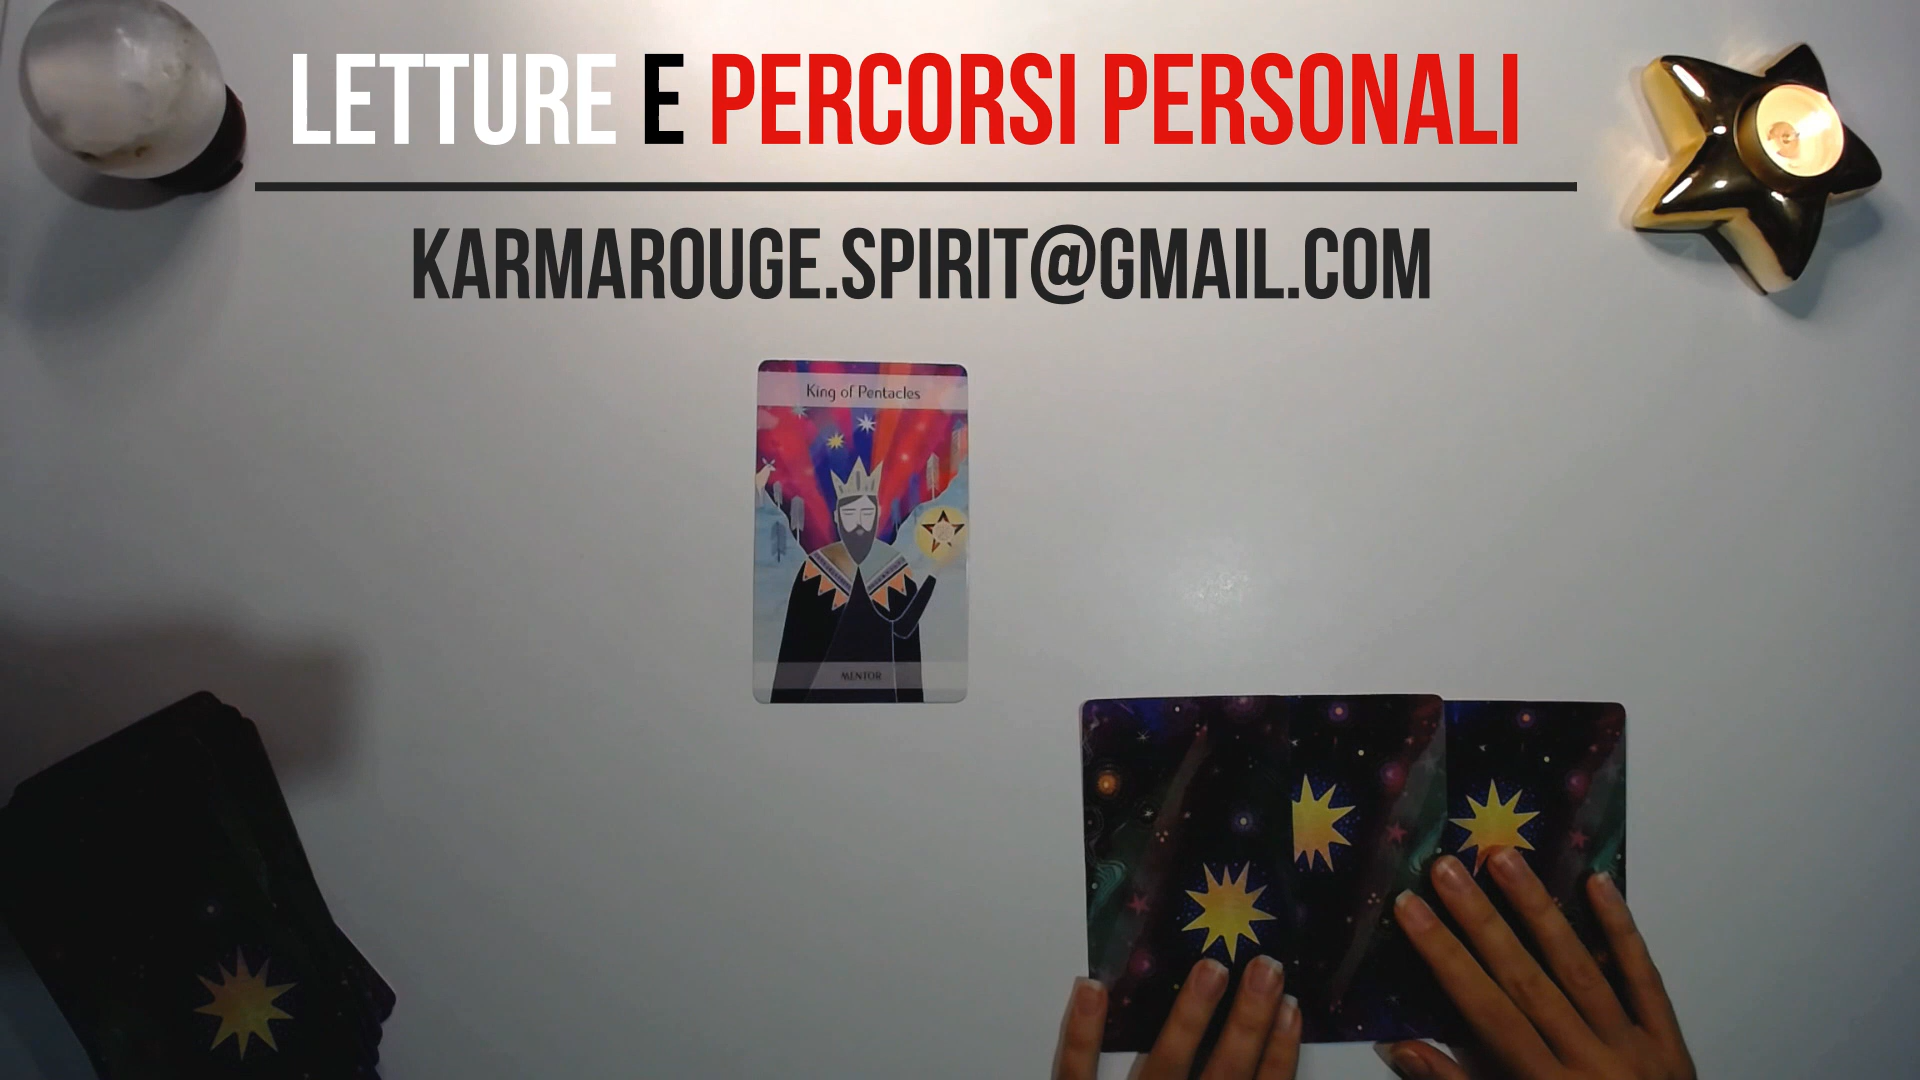 LETTURE E PERCORSI PERSONALI
KARMAROUGE.SPIRIT@GMAIL.COM
King of Pentacles
MENTOR